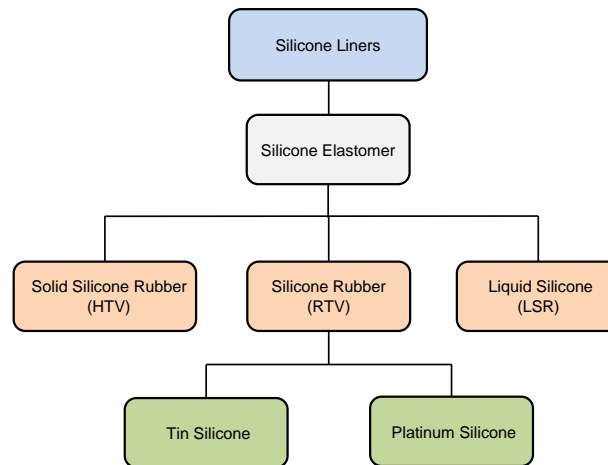 Silicone Liners
Silicone Elastomer
Solid Silicone Rubber
(HTV)
Silicone Rubber
(RTV)
Liquid Silicone
(LSR)
Tin Silicone
Platinum Silicone